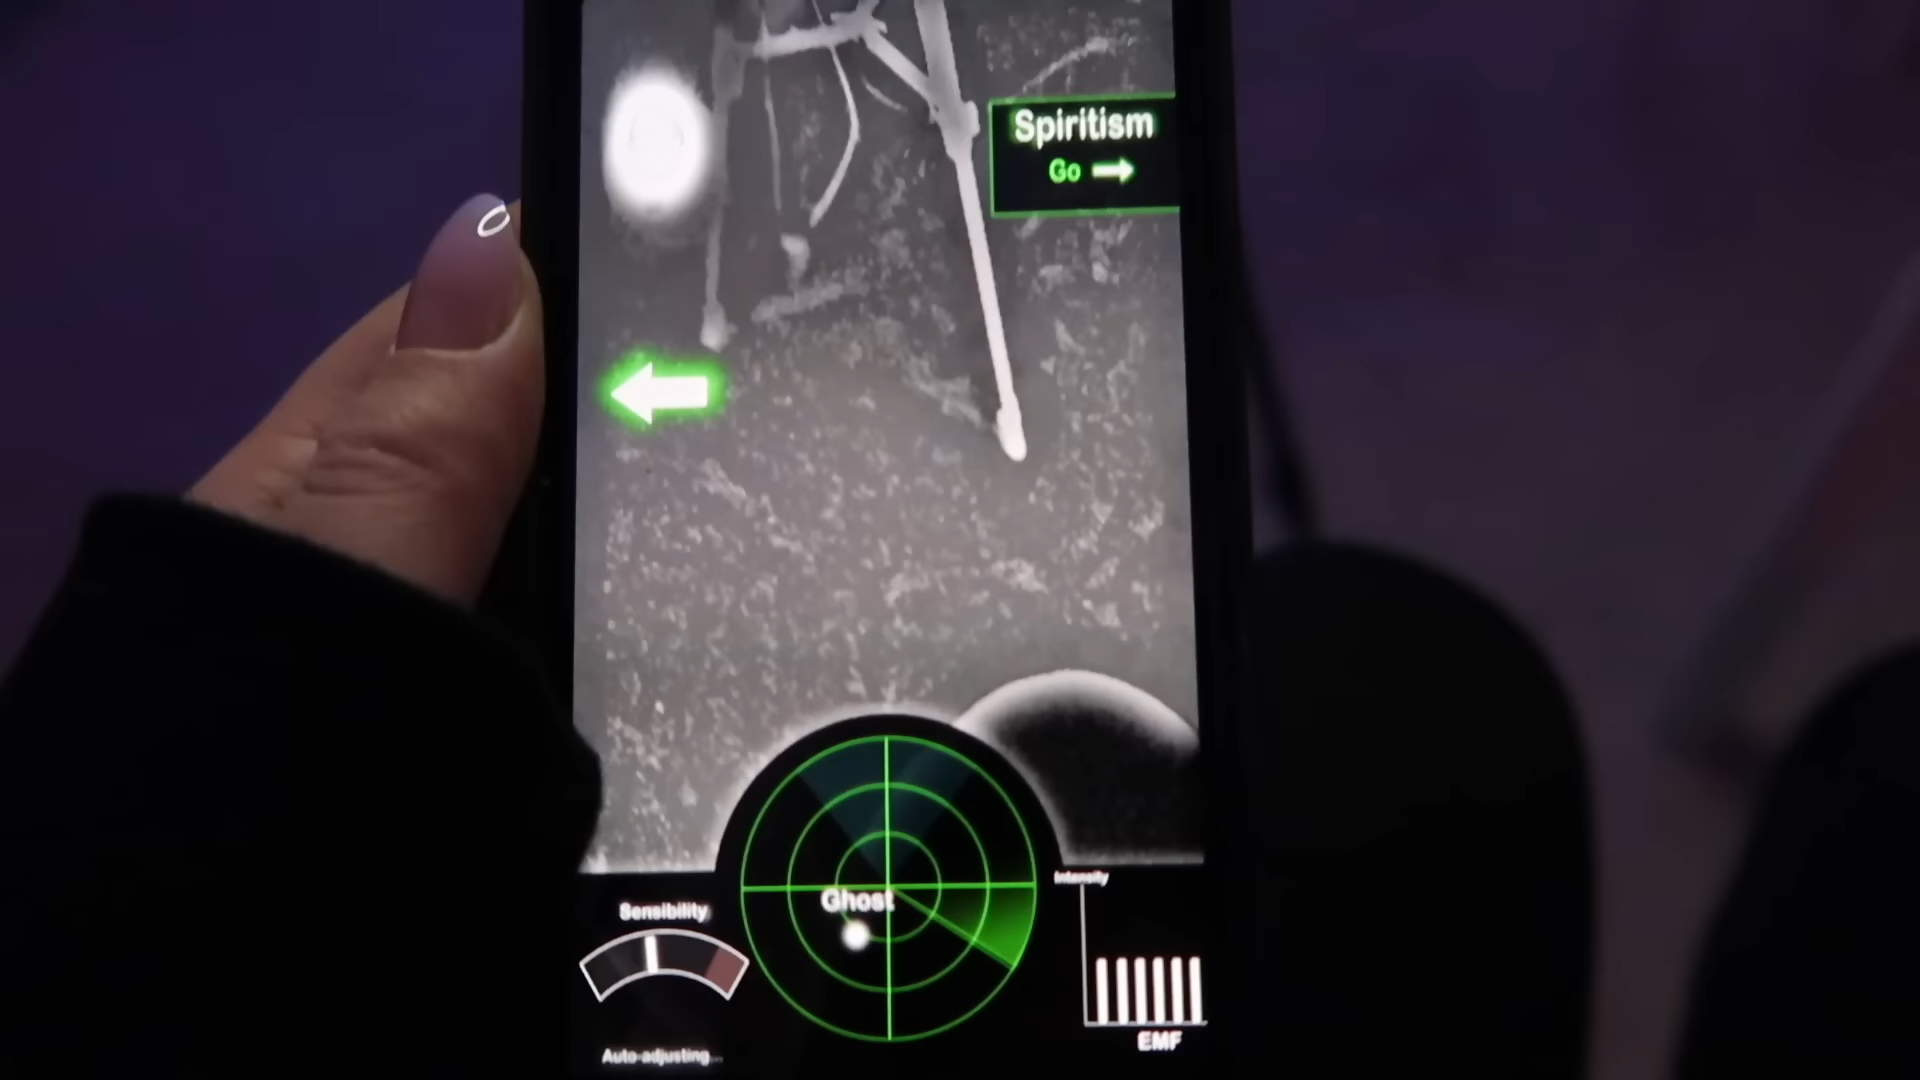 Spiritism
Go
Ghost
Intensity
Sensibility
EMF
Auto-adjusting...